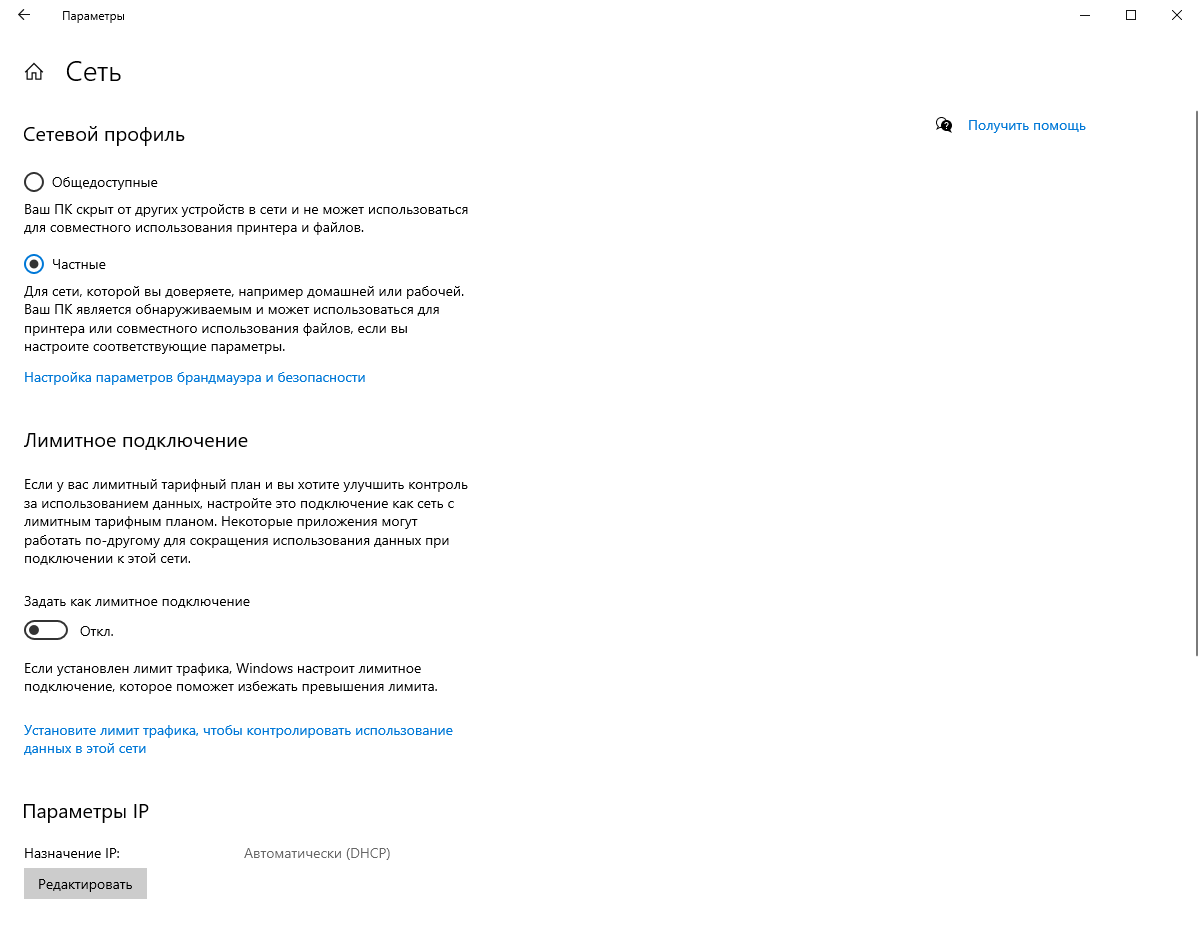 Параметры
Сеть
Сетевой профиль
Получить помощь
Общедоступные
Ваш ПК скрыт от других устройств в сети и не может использоваться
для совместного использования принтера и файлов.
Частные
Для сети, которой вы доверяете, например домашней или рабочей.
Ваш ПК является обнаруживаемым и может использоваться для
принтера или совместного использования файлов, если вы
настроите соответствующие параметры.
Настройка параметров брандмауэра и безопасности
Лимитное подключение
Если у вас лимитный тарифный план и вы хотите улучшить контроль
за использованием данных, настройте это подключение как сеть с
лимитным тарифным планом. Некоторые приложения могут
работать по-другому для сокращения использования данных при
подключении к этой сети.
Задать как лимитное подключение
Откл.
Если установлен лимит трафика, Windows настроит лимитное
подключение, которое поможет избежать превышения лимита.
Установите лимит трафика, чтобы контролировать использование
данных в этой сети
Параметры IP
Назначение IP: Автоматически (DHCP)
Редактировать